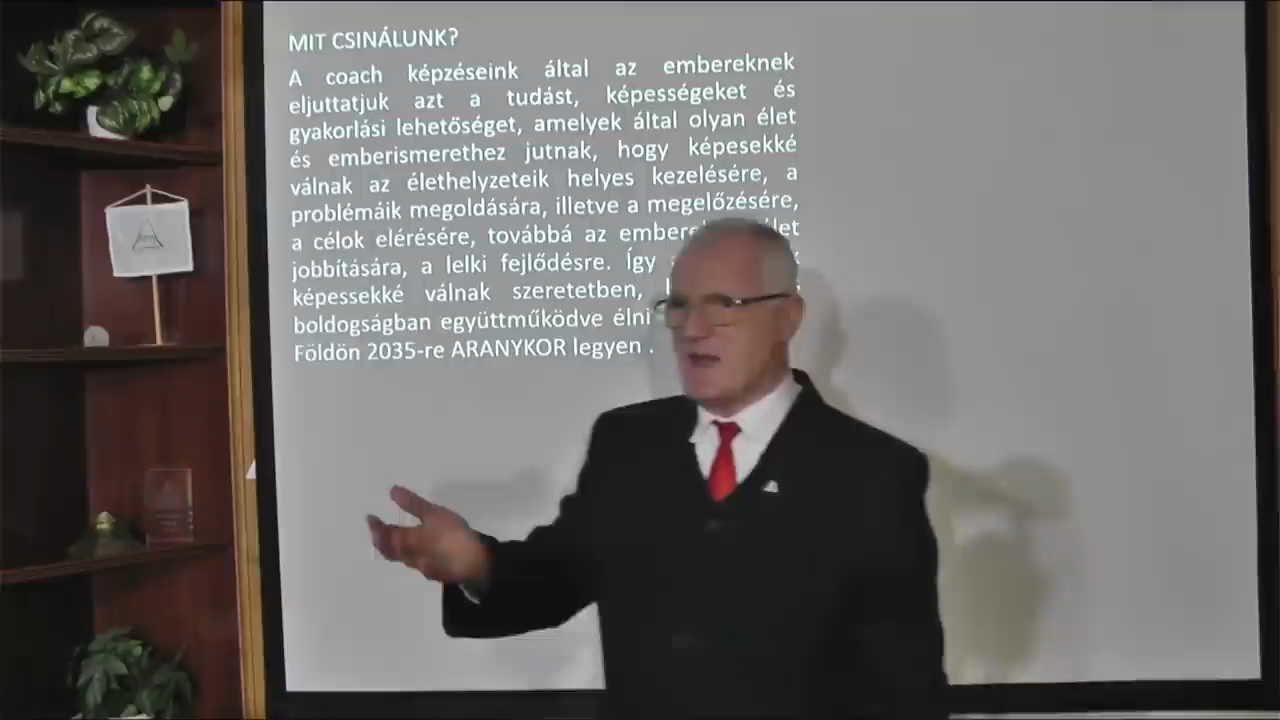 MIT CSINÁLUNK?
A coach képzéseink által az embereknek
eljuttatjuk azt a tudást, képességeket és
gyakorlási lehetőséget, amelyek által olyan élet
és emberismerethez jutnak, hogy képesekké
válnak az élethelyzeteik helyes kezelésére, a
problémáik megoldására, illetve a megelőzésére,
a célok elérésére, továbbá az
jobbítására, a lelki fejlődésre. Így
képessekké válnak szeretetben,
boldogságban együttműködve élni
Földön 2035-re ARANYKOR legyen .